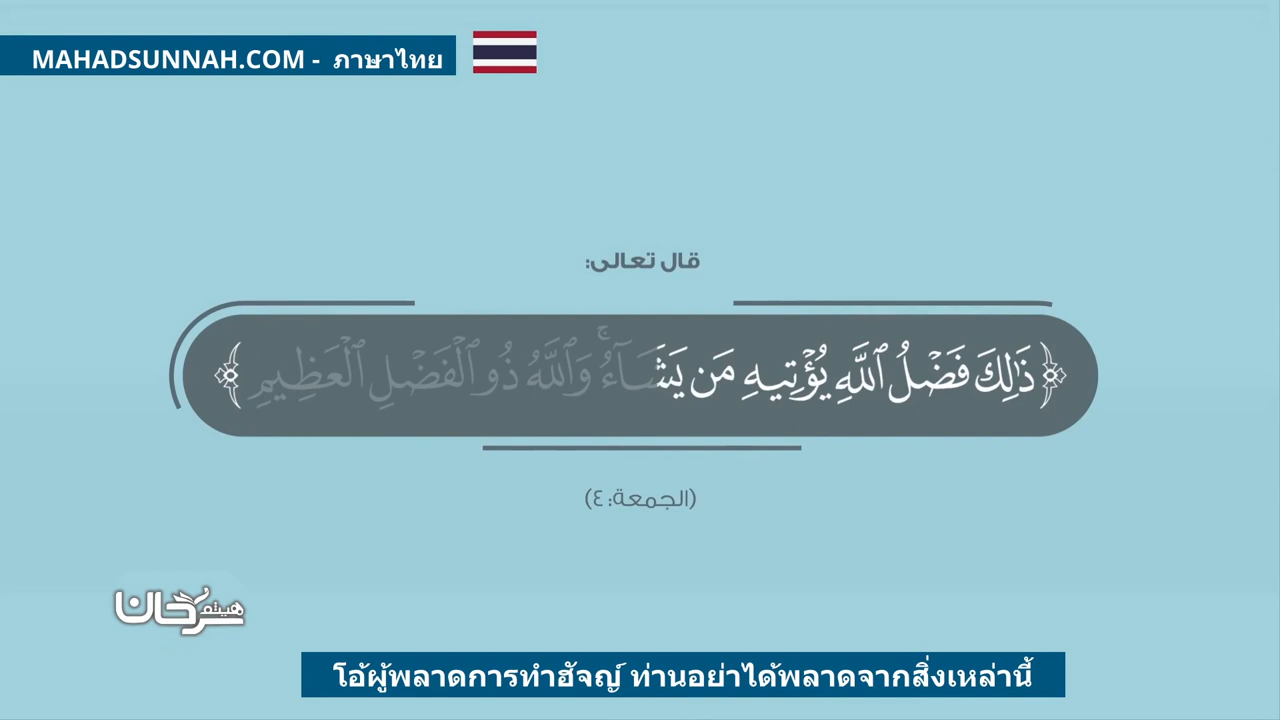 MAHADSUNNAH.COM - ภาษาไทย
قال تعالى:
﴿ذَٰلِكَ فَضْلُ ٱللَّهِ يُؤْتِيهِ مَن يَشَآءُۚ وَٱللَّهُ ذُو ٱلْفَضْلِ ٱلْعَظِيمِ﴾
(الجمعة: ٤)
هيثم سرحان
โอ้ผู้พลาดการทำฮัจญ์ ท่านอย่าได้พลาดจากสิ่งเหล่านี้